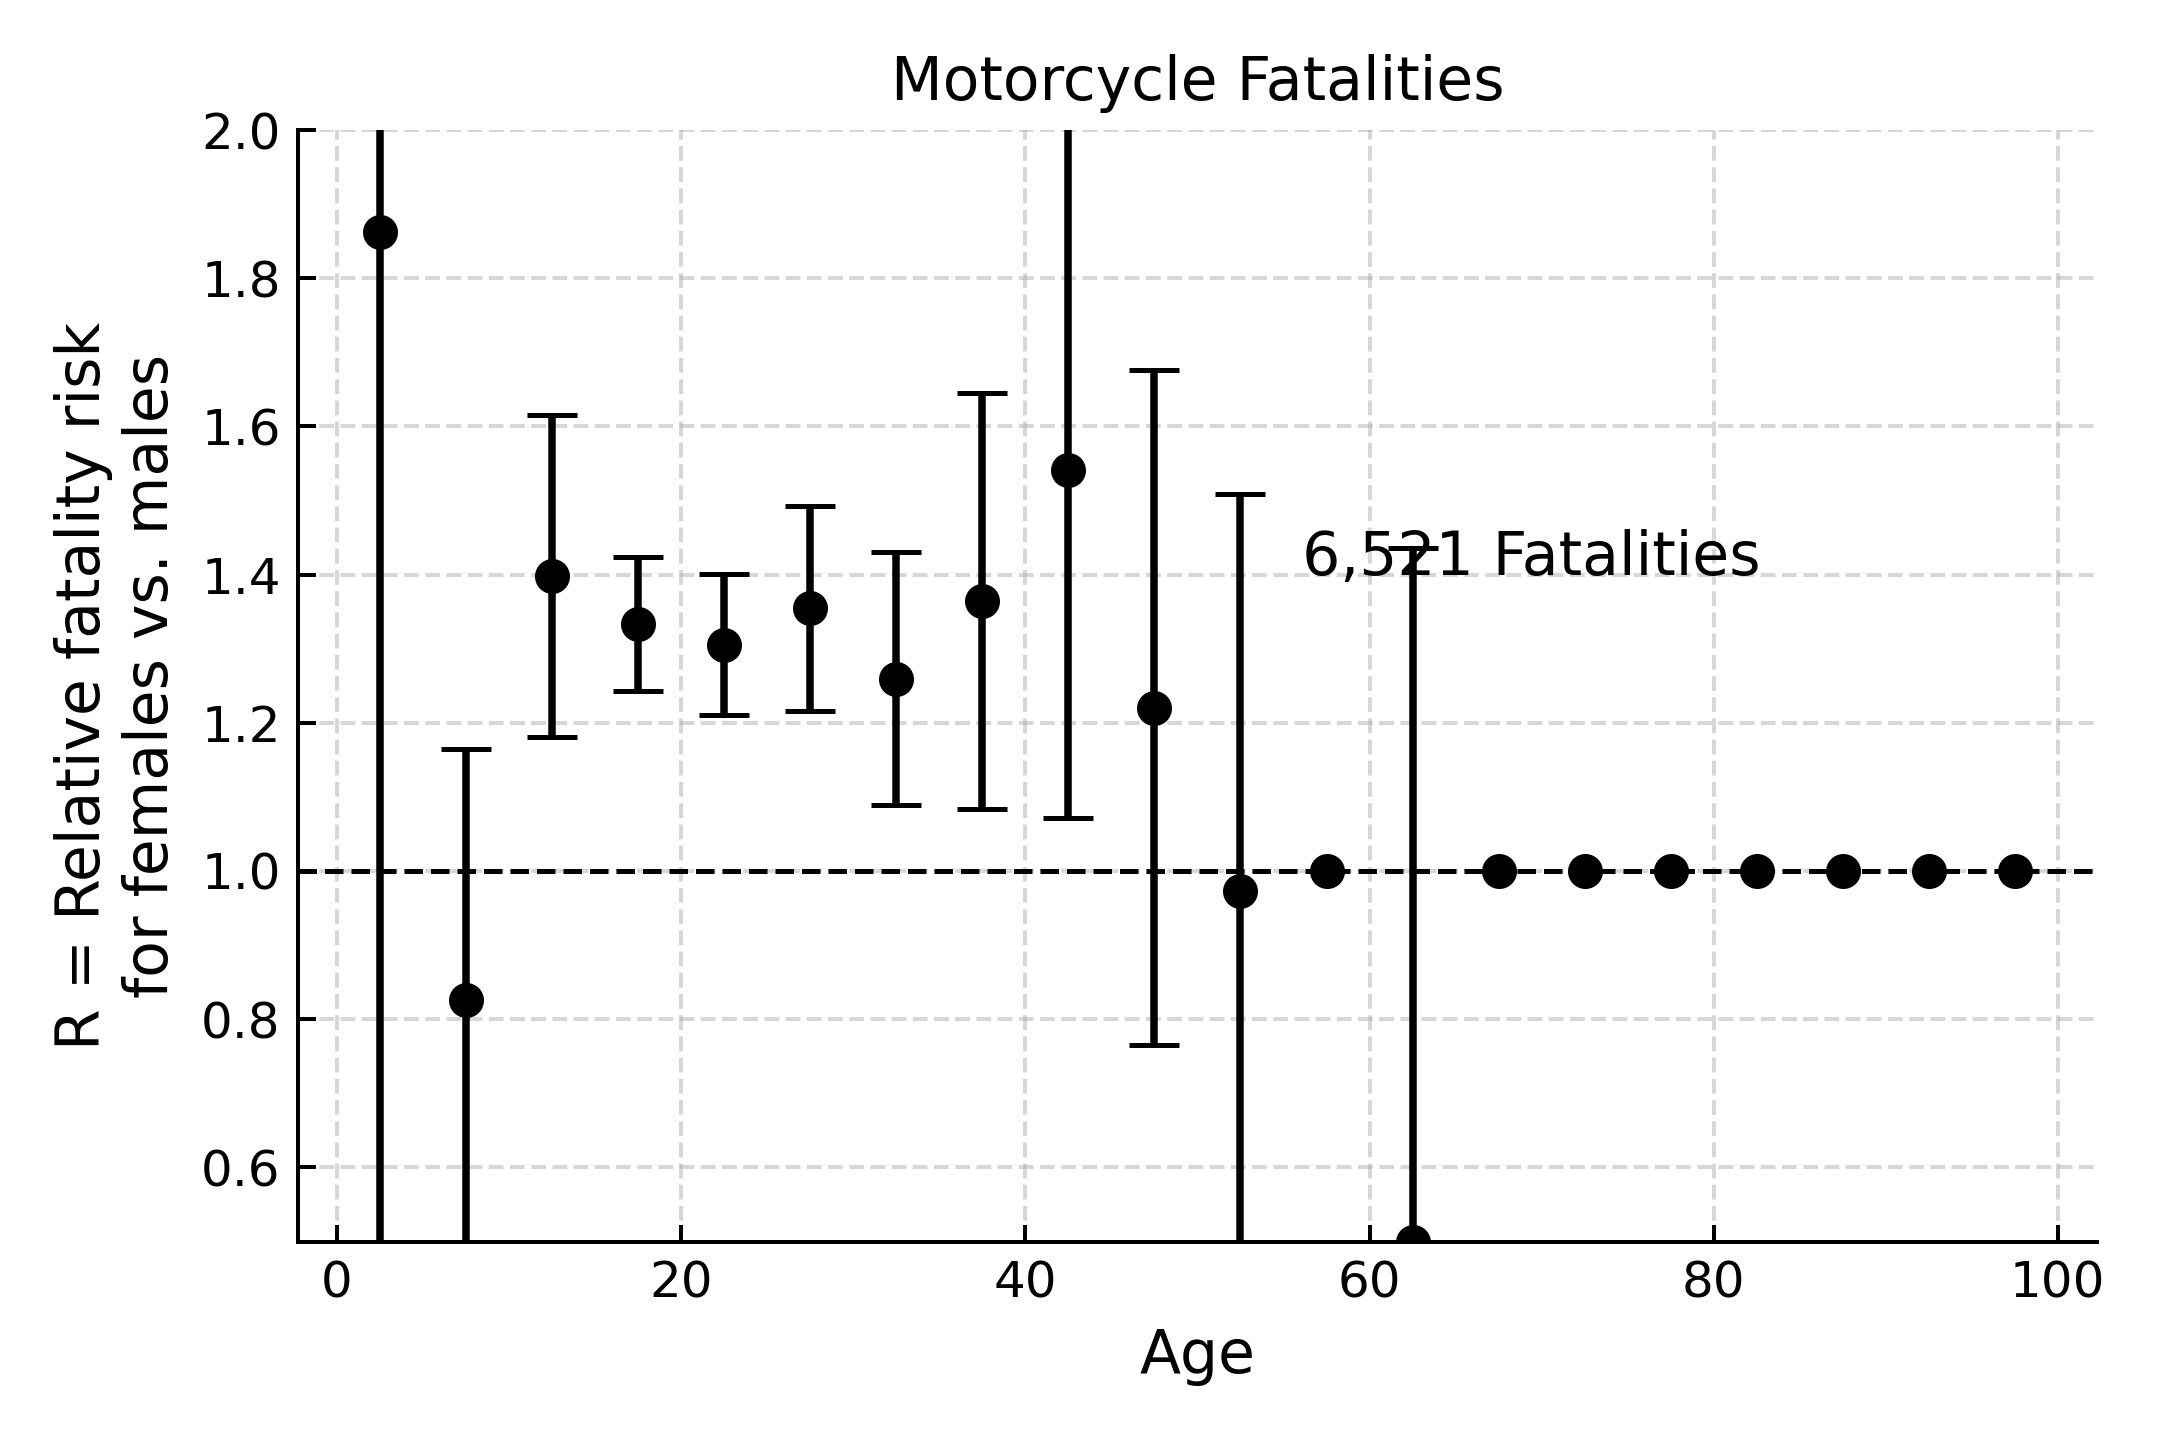 Motorcycle Fatalities
R = Relative fatality risk
for females vs. males
2.0
1.8
1.6
1.4
1.2
1.0
0.8
0.6
6,521 Fatalities
0 20 40 60 80 100
Age